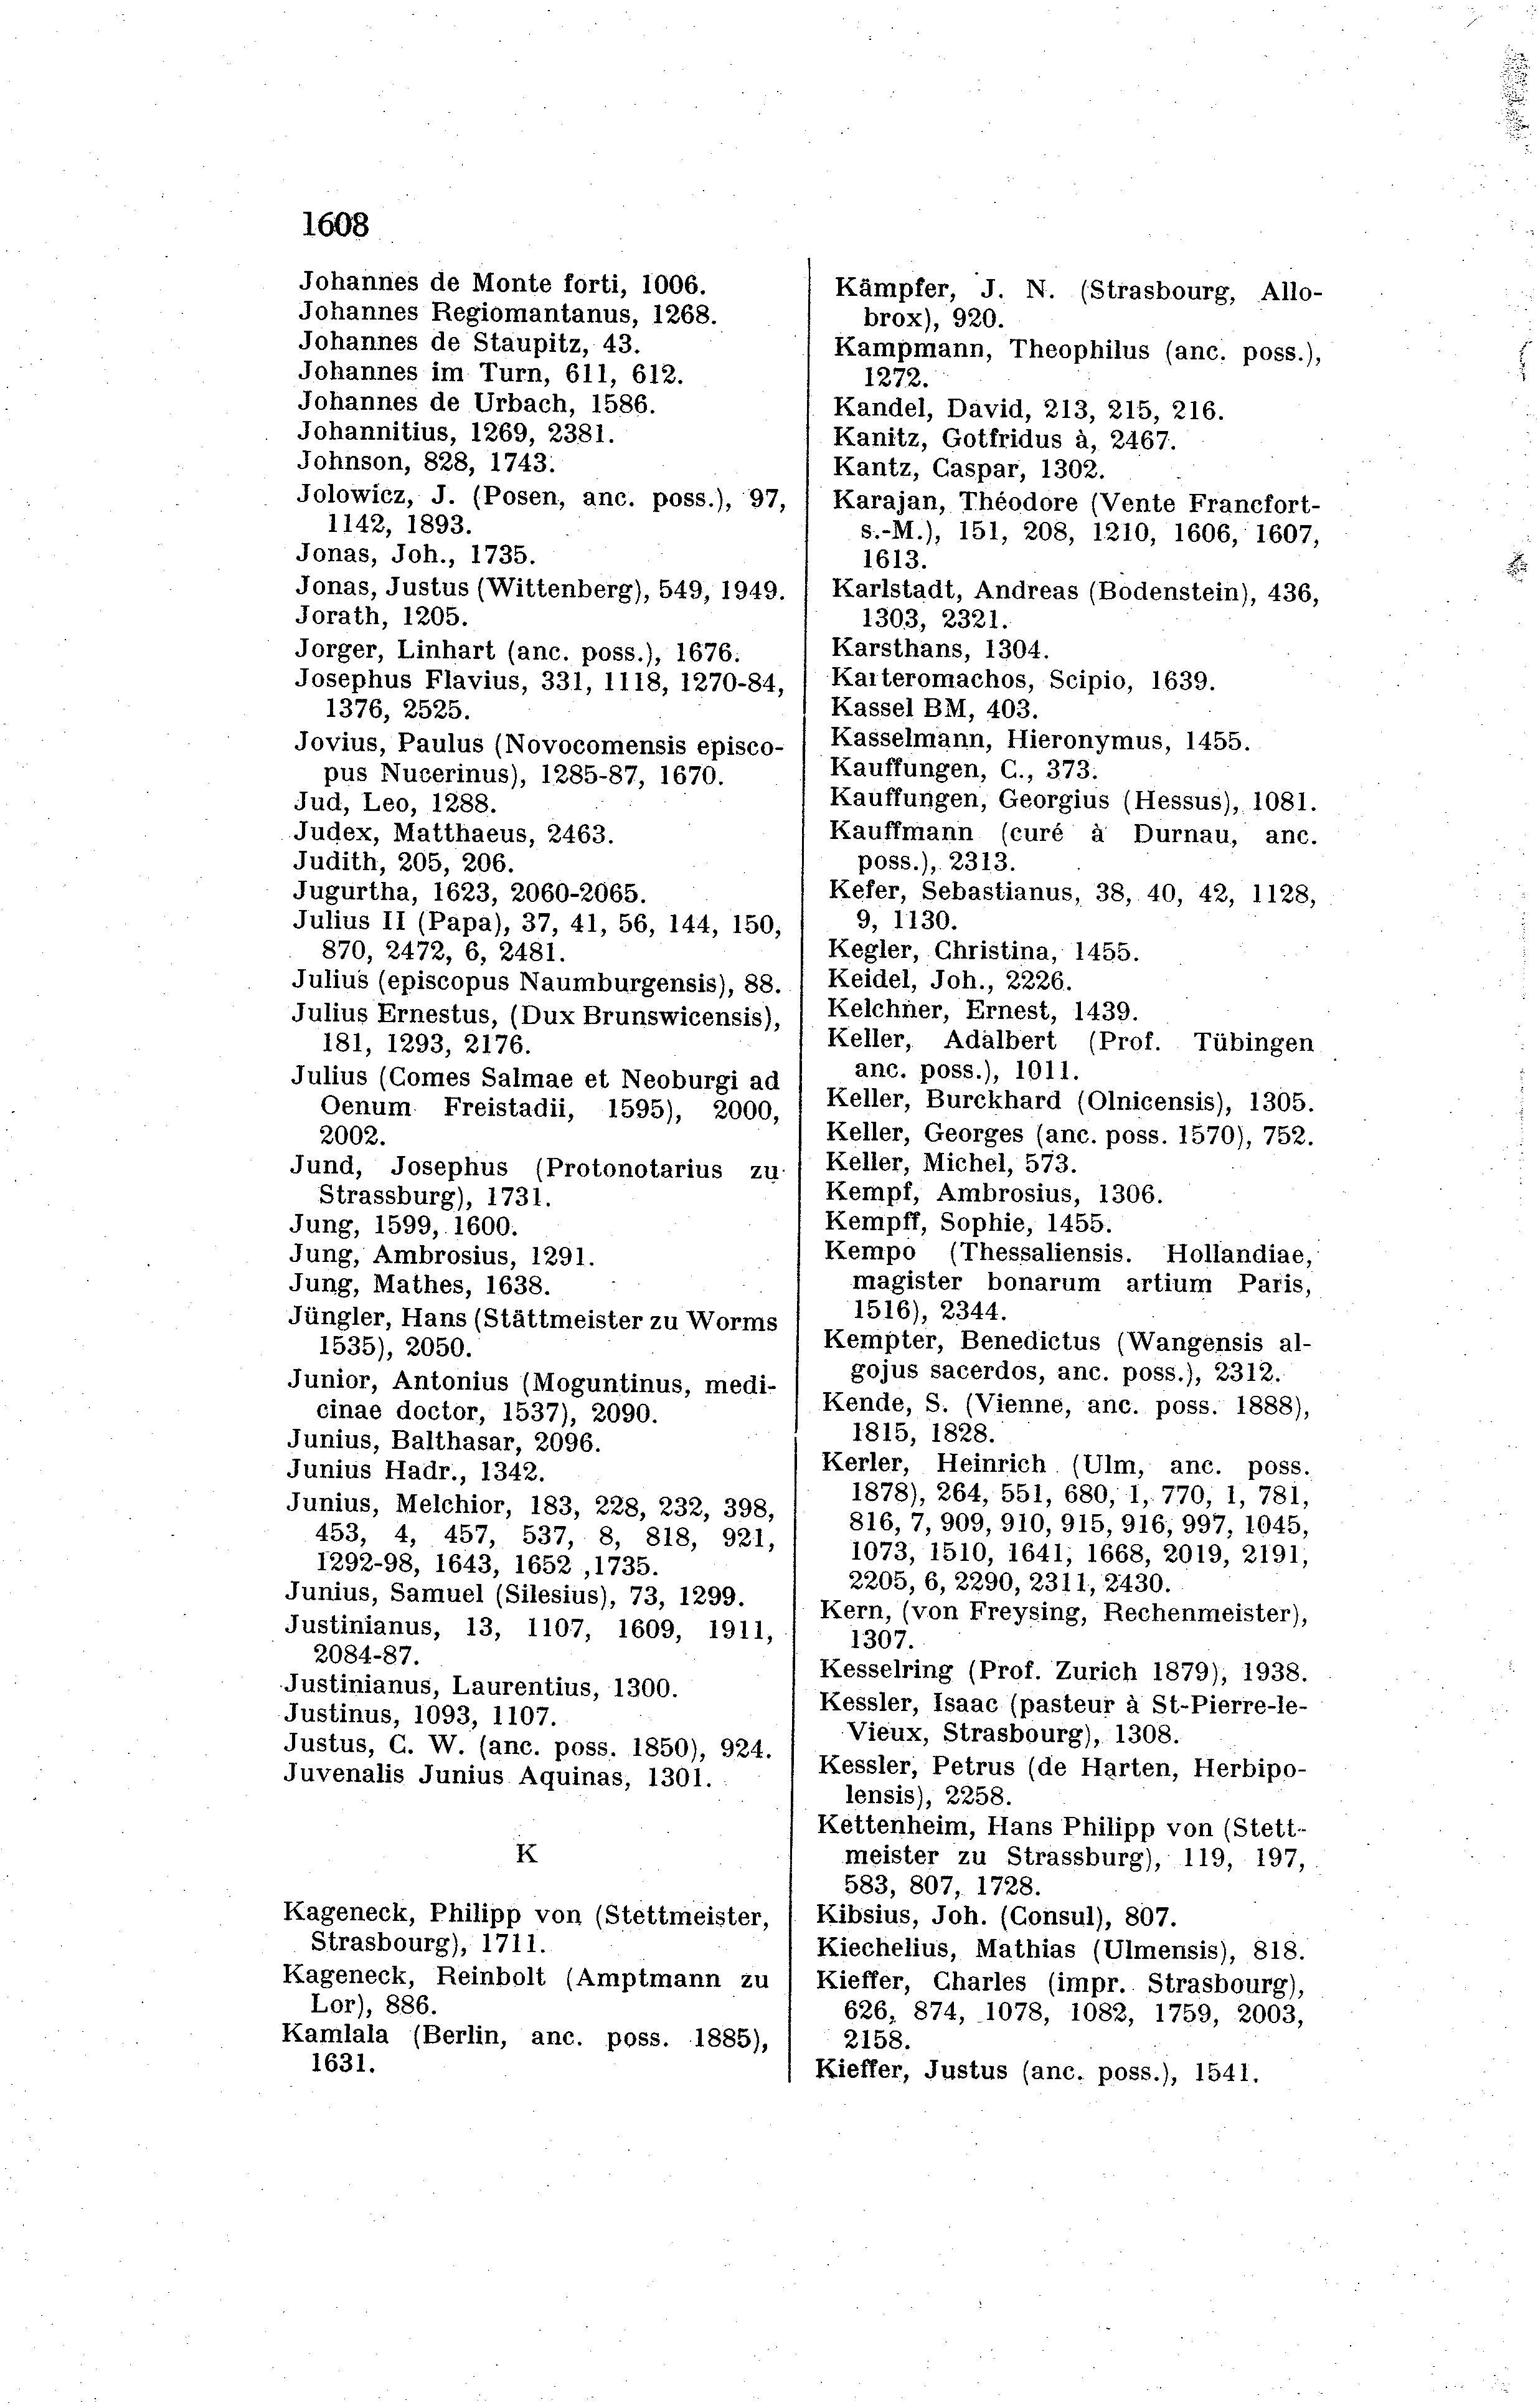 1608
Johannes de Monte forti, 1006.
Johannes Regiomantanus, 1268.
Johannes de Staupitz, 43.
Johannes im Turn, 611, 612.
Johannes de Urbach, 1586.
Johannitius, 1269, 2381.
Johnson, 828, 1743.
Jolowicz, J. (Posen, anc. poss.), 97,
1142, 1893.
Jonas, Joh., 1735.
Jonas, Justus (Wittenberg), 549, 1949.
Jorath, 1205.
Jorger, Linhart (anc. poss.), 1676.
Josephus Flavius, 331, 1118, 1270-84,
1376, 2525.
Jovius, Paulus (Novocomensis episco-
pus Nucerinus), 1285-87, 1670.
Jud, Leo, 1288.
Judex, Matthaeus, 2463.
Judith, 205, 206.
Jugurtha, 1623, 2060-2065.
Julius II (Papa), 37, 41, 56, 144, 150,
870, 2472, 6, 2481.
Julius (episcopus Naumburgensis), 88.
Julius Ernestus, (Dux Brunswicensis),
181, 1293, 2176.
Julius (Comes Salmae et Neoburgi ad
Oenum Freistadii, 1595), 2000,
2002.
Jund, Josephus (Protonotarius zu
Strassburg), 1731.
Jung, 1599, 1600.
Jung, Ambrosius, 1291.
Jung, Mathes, 1638.
Jüngler, Hans (Stättmeister zu Worms
1535), 2050.
Junior, Antonius (Moguntinus, medi-
cinae doctor, 1537), 2090.
Junius, Balthasar, 2096.
Junius Hadr., 1342.
Junius, Melchior, 183, 228, 232, 398,
453, 4, 457, 537, 8, 818, 921,
1292-98, 1643, 1652 ,1735.
Junius, Samuel (Silesius), 73, 1299.
Justinianus, 13, 1107, 1609, 1911,
2084-87.
Justinianus, Laurentius, 1300.
Justinus, 1093, 1107.
Justus, C. W. (anc. poss. 1850), 924.
Juvenalis Junius Aquinas, 1301.
K
Kageneck, Philipp von (Stettmeister,
Strasbourg), 1711.
Kageneck, Reinbolt (Amptmann zu
Lor), 886.
Kamlala (Berlin, anc. poss. 1885),
1631.
Kämpfer, J. N. (Strasbourg, Allo-
brox), 920.
Kampmann, Theophilus (anc. poss.),
1272.
Kandel, David, 213, 215, 216.
Kanitz, Gotfridus à, 2467.
Kantz, Caspar, 1302.
Karajan, Théodore (Vente Francfort-
s.-M.), 151, 208, 1210, 1606, 1607,
1613.
Karlstadt, Andreas (Bodenstein), 436,
1303, 2321.
Karsthans, 1304.
Karteromachos, Scipio, 1639.
Kassel BM, 403.
Kasselmann, Hieronymus, 1455.
Kauffungen, C., 373.
Kauffungen, Georgius (Hessus), 1081.
Kauffmann (curé à Durnau, anc.
poss.), 2313.
Kefer, Sebastianus, 38, 40, 42, 1128,
9, 1130.
Kegler, Christina, 1455.
Keidel, Joh., 2226.
Kelchner, Ernest, 1439.
Keller, Adalbert (Prof. Tübingen
anc. poss.), 1011.
Keller, Burckhard (Olnicensis), 1305.
Keller, Georges (anc. poss. 1570), 752.
Keller, Michel, 573.
Kempf, Ambrosius, 1306.
Kempff, Sophie, 1455.
Kempo (Thessaliensis. Hollandiae,
magister bonarum artium Paris,
1516), 2344.
Kempter, Benedictus (Wangensis al-
gojus sacerdos, anc. poss.), 2312.
Kende, S. (Vienne, anc. poss. 1888),
1815, 1828.
Kerler, Heinrich (Ulm, anc. poss.
1878), 264, 551, 680, 1, 770, 1, 781,
816, 7, 909, 910, 915, 916, 997, 1045,
1073, 1510, 1641, 1668, 2019, 2191,
2205, 6, 2290, 2311, 2430.
Kern, (von Freysing, Rechenmeister),
1307.
Kesselring (Prof. Zurich 1879), 1938.
Kessler, Isaac (pasteur à St-Pierre-le-
Vieux, Strasbourg), 1308.
Kessler, Petrus (de Harten, Herbipo-
lensis), 2258.
Kettenheim, Hans Philipp von (Stett-
meister zu Strassburg), 119, 197,
583, 807, 1728.
Kibsius, Joh. (Consul), 807.
Kiechelius, Mathias (Ulmensis), 818.
Kieffer, Charles (impr. Strasbourg),
626, 874, 1078, 1082, 1759, 2003,
2158.
Kieffer, Justus (anc. poss.), 1541.